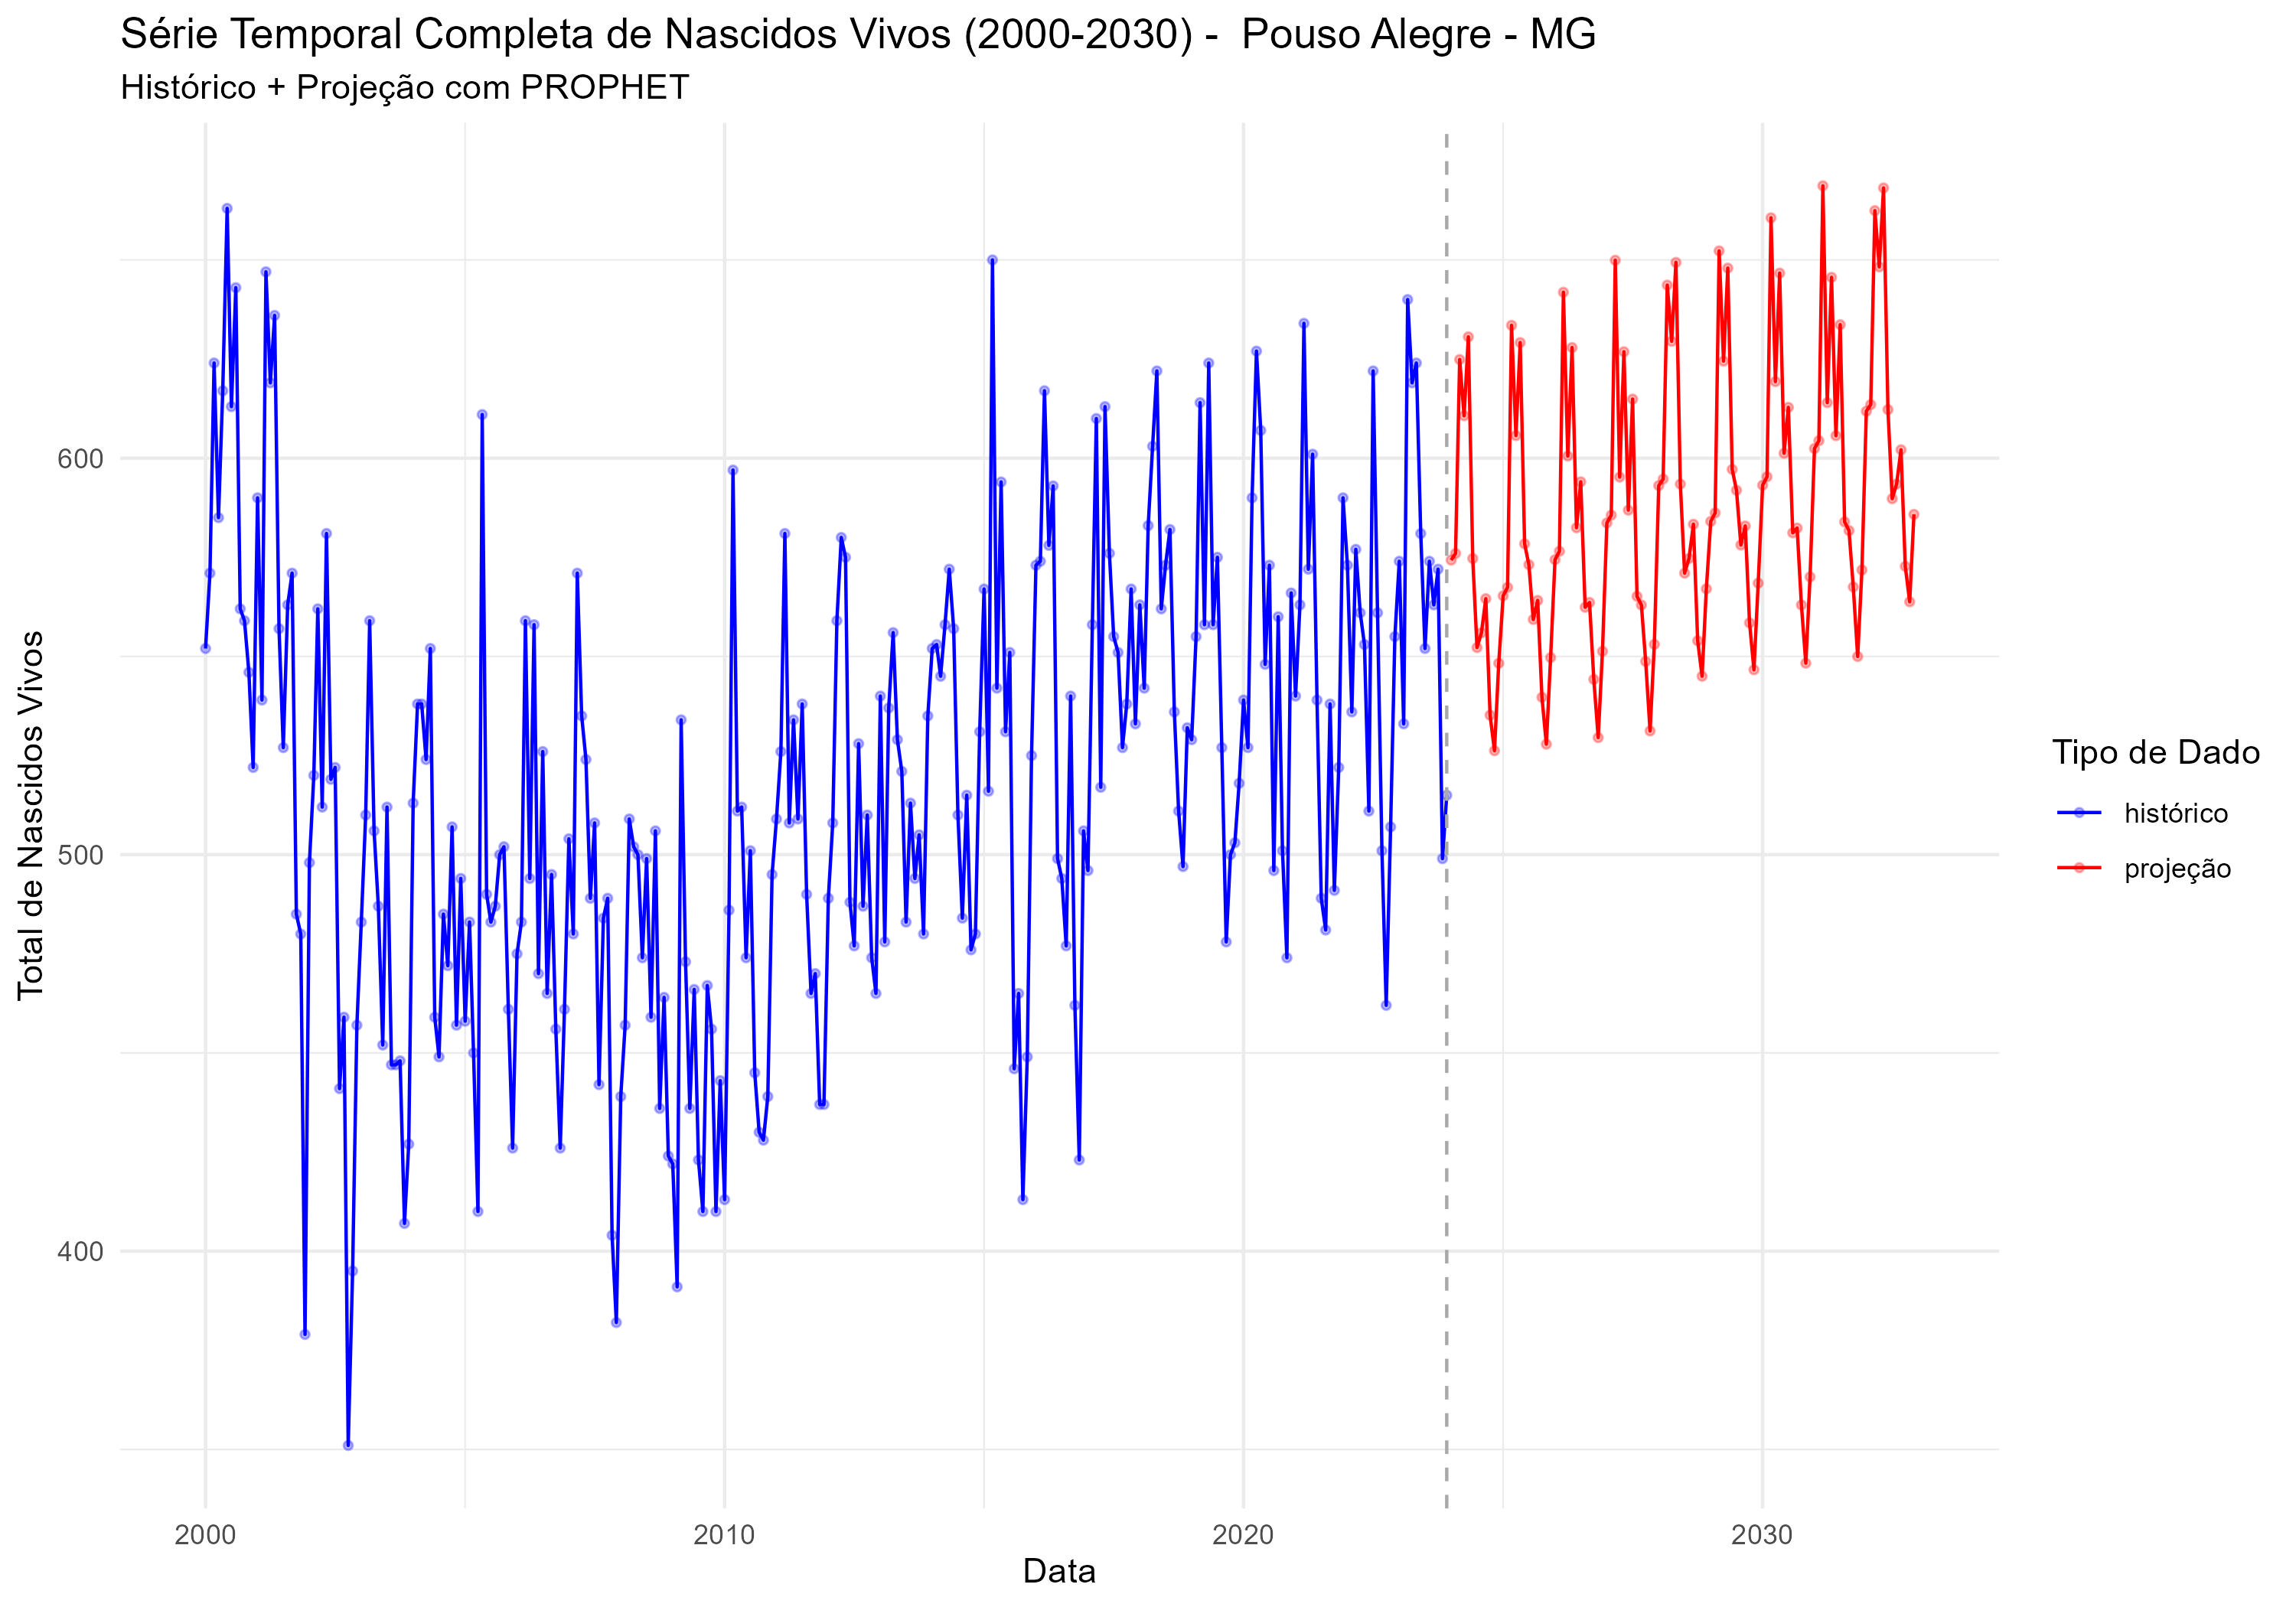 Série Temporal Completa de Nascidos Vivos (2000-2030) -  Pouso Alegre - MG
Histórico + Projeção com PROPHET
Total de Nascidos Vivos
600
500
400
2000
2010
2020
2030
Data
Tipo de Dado
histórico
projeção